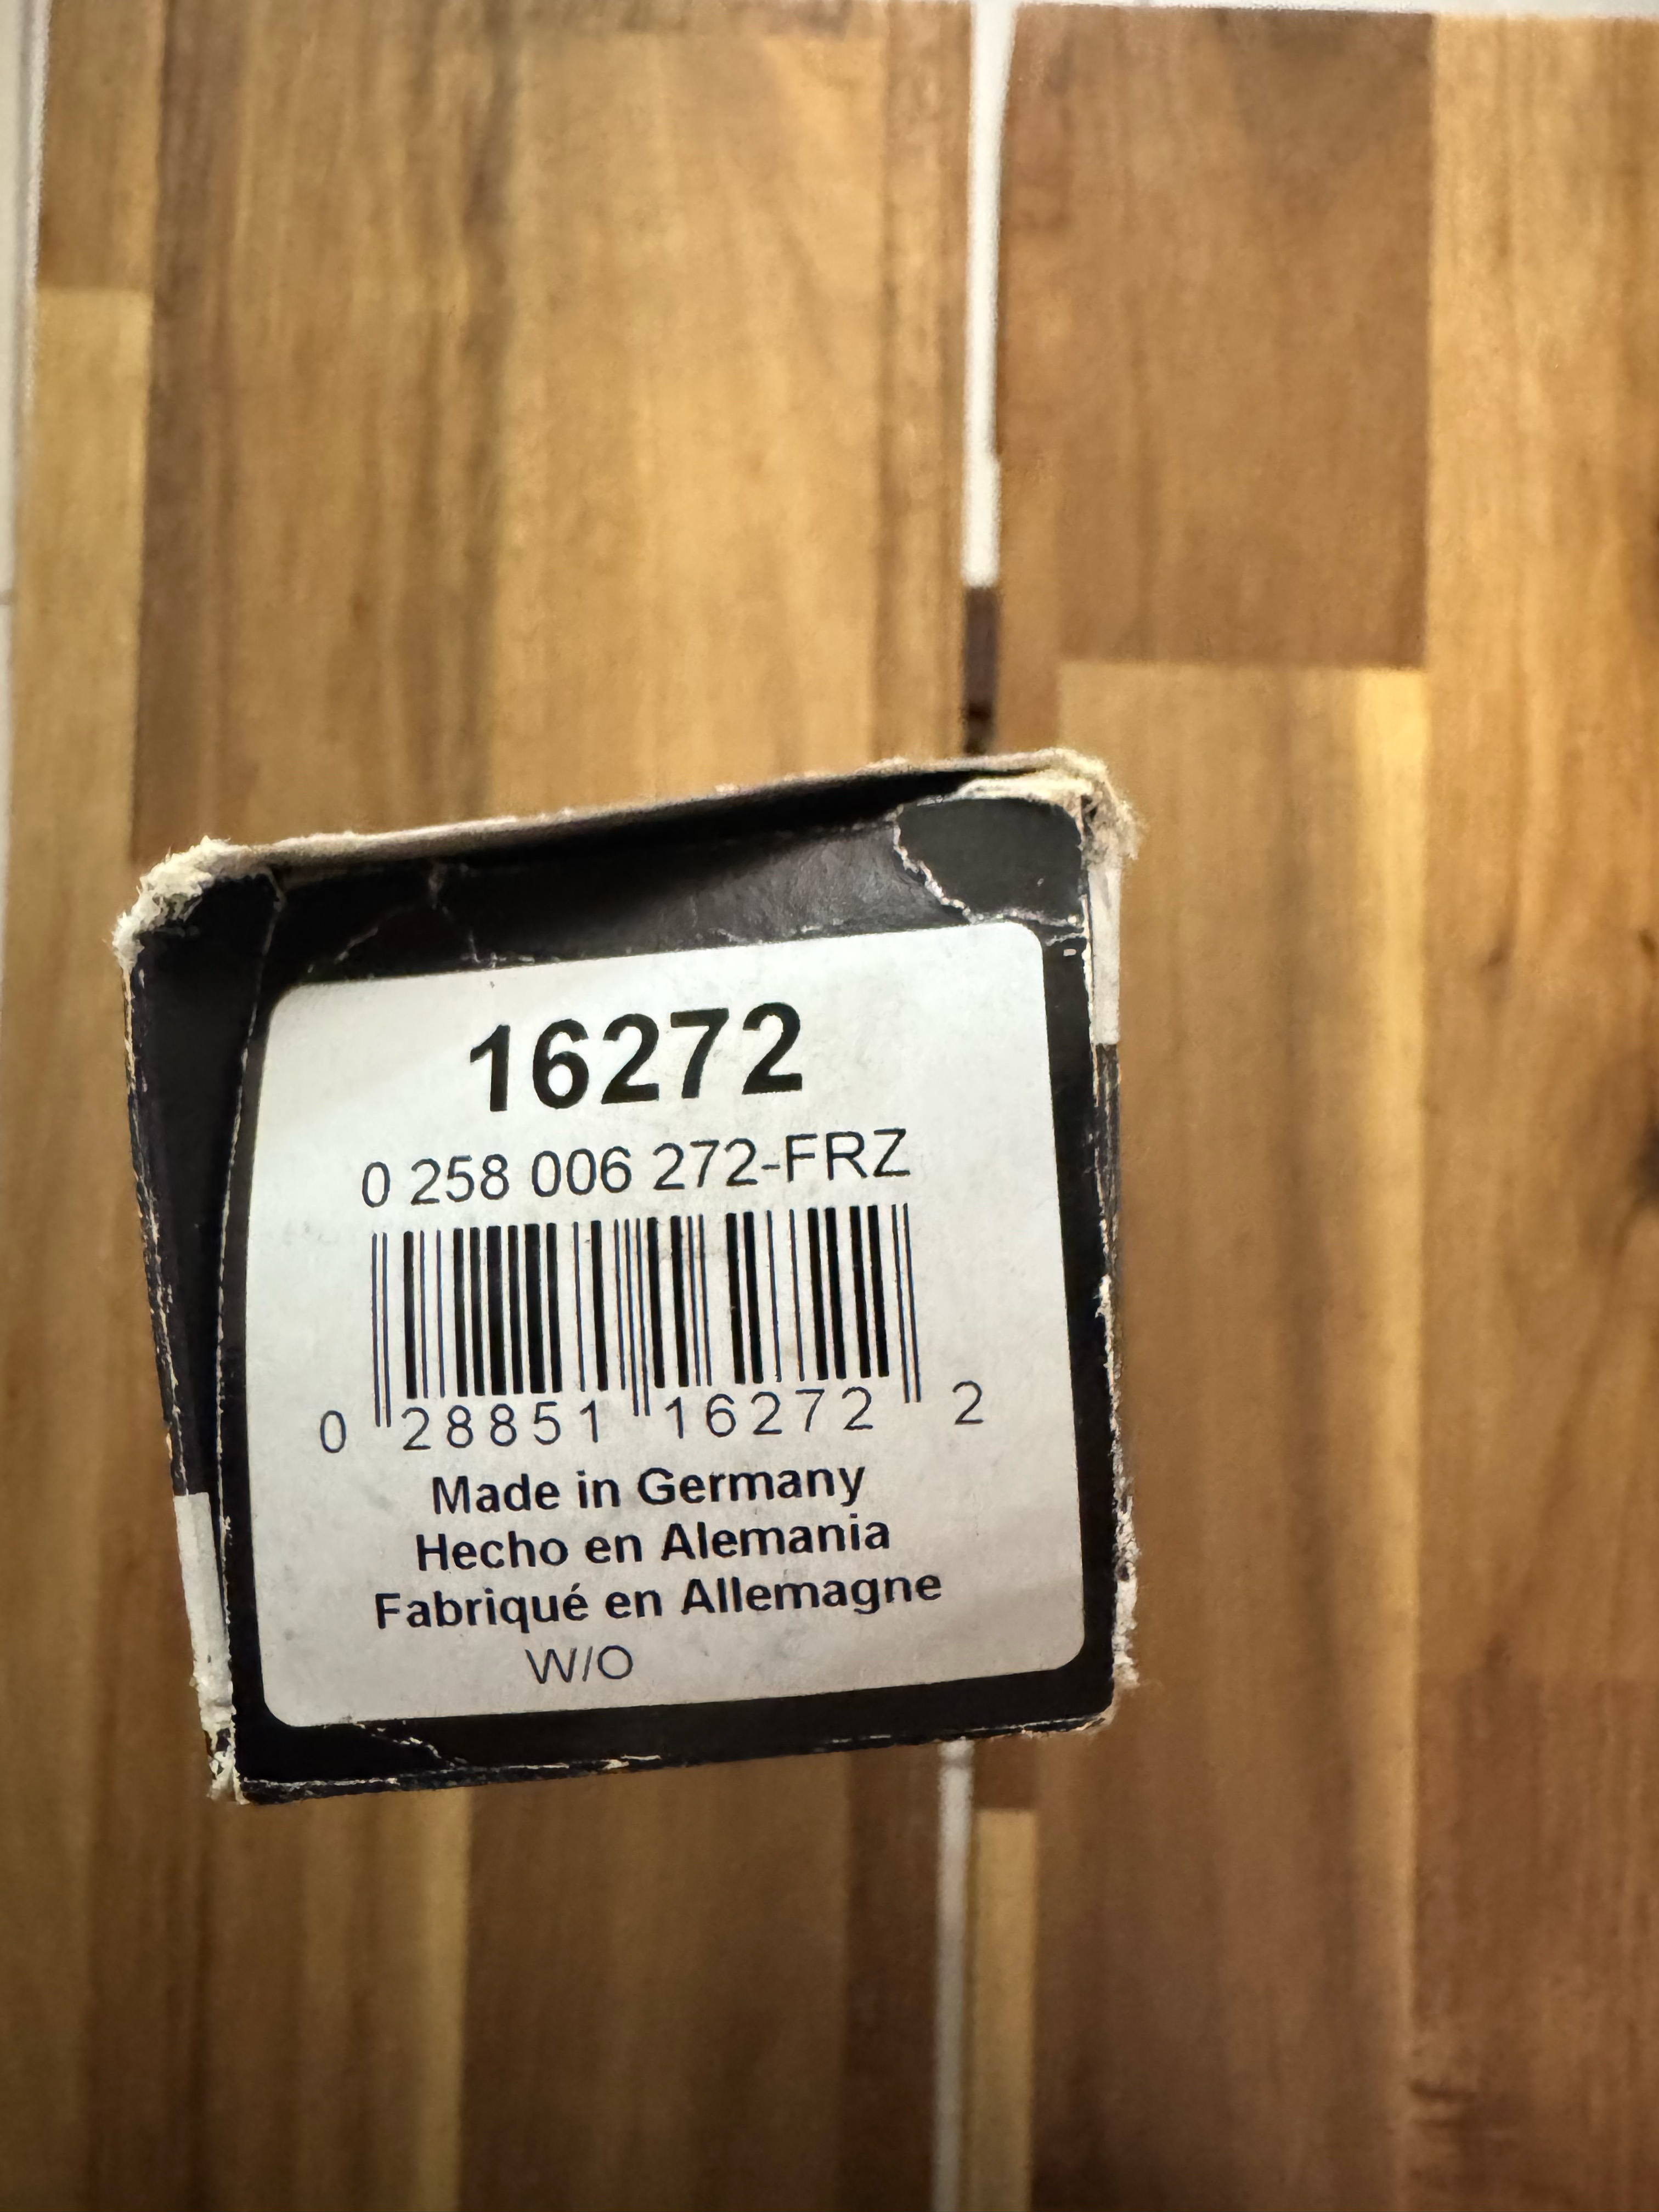 16272
0 258 006 272-FRZ
0 28851 16272 2
Made in Germany
Hecho en Alemania
Fabriqué en Allemagne
W/O